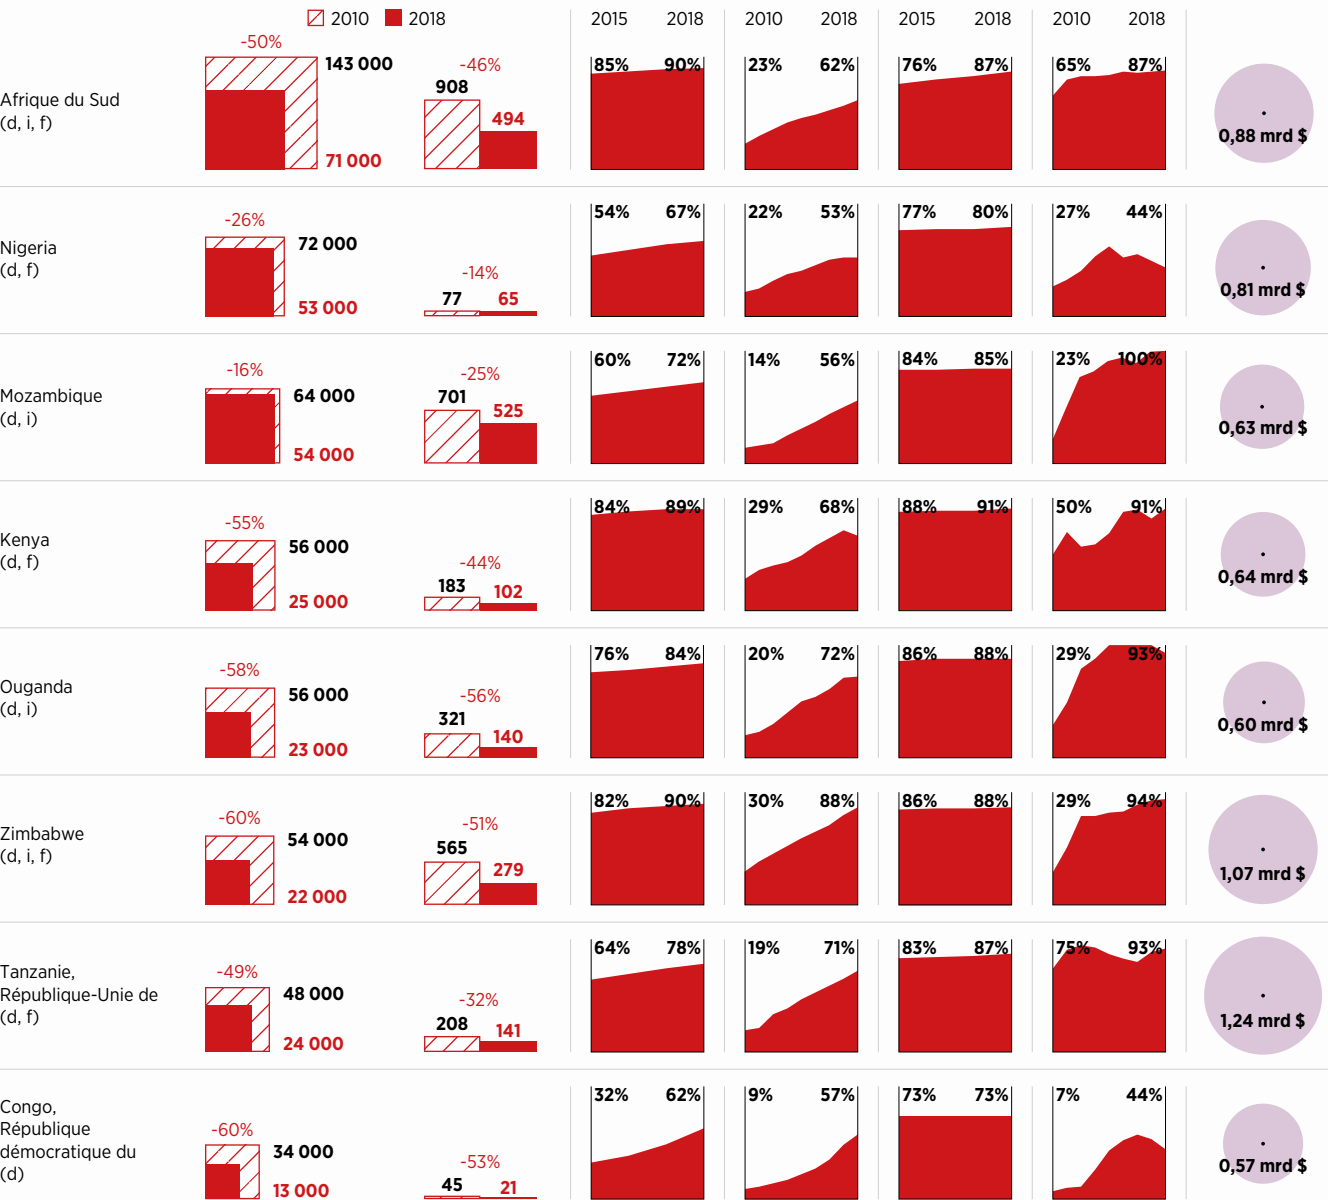 2010 2018
2015 2018 2010 2018 2015 2018 2010 2018
Afrique du Sud
(d, i, f)
-50%
143 000
71 000
-46%
908
494
85% 90% 23% 62% 76% 87% 65% 87%
0,88 mrd $
Nigeria
(d, f)
-26%
72 000
53 000
-14%
77 65
54% 67% 22% 53% 77% 80% 27% 44%
0,81 mrd $
Mozambique
(d, i)
-16%
64 000
54 000
-25%
701
525
60% 72% 14% 56% 84% 85% 23% 100%
0,63 mrd $
Kenya
(d, f)
-55%
56 000
25 000
-44%
183 102
84% 89% 29% 68% 88% 91% 50% 91%
0,64 mrd $
Ouganda
(d, i)
-58%
56 000
23 000
-56%
321
140
76% 84% 20% 72% 86% 88% 29% 93%
0,60 mrd $
Zimbabwe
(d, i, f)
-60%
54 000
22 000
-51%
565
279
82% 90% 30% 88% 86% 88% 29% 94%
1,07 mrd $
Tanzanie,
République-Unie de
(d, f)
-49%
48 000
24 000
-32%
208 141
64% 78% 19% 71% 83% 87% 75% 93%
1,24 mrd $
Congo,
République
démocratique du
(d)
-60%
34 000
13 000
-53%
45 21
32% 62% 9% 57% 73% 73% 7% 44%
0,57 mrd $